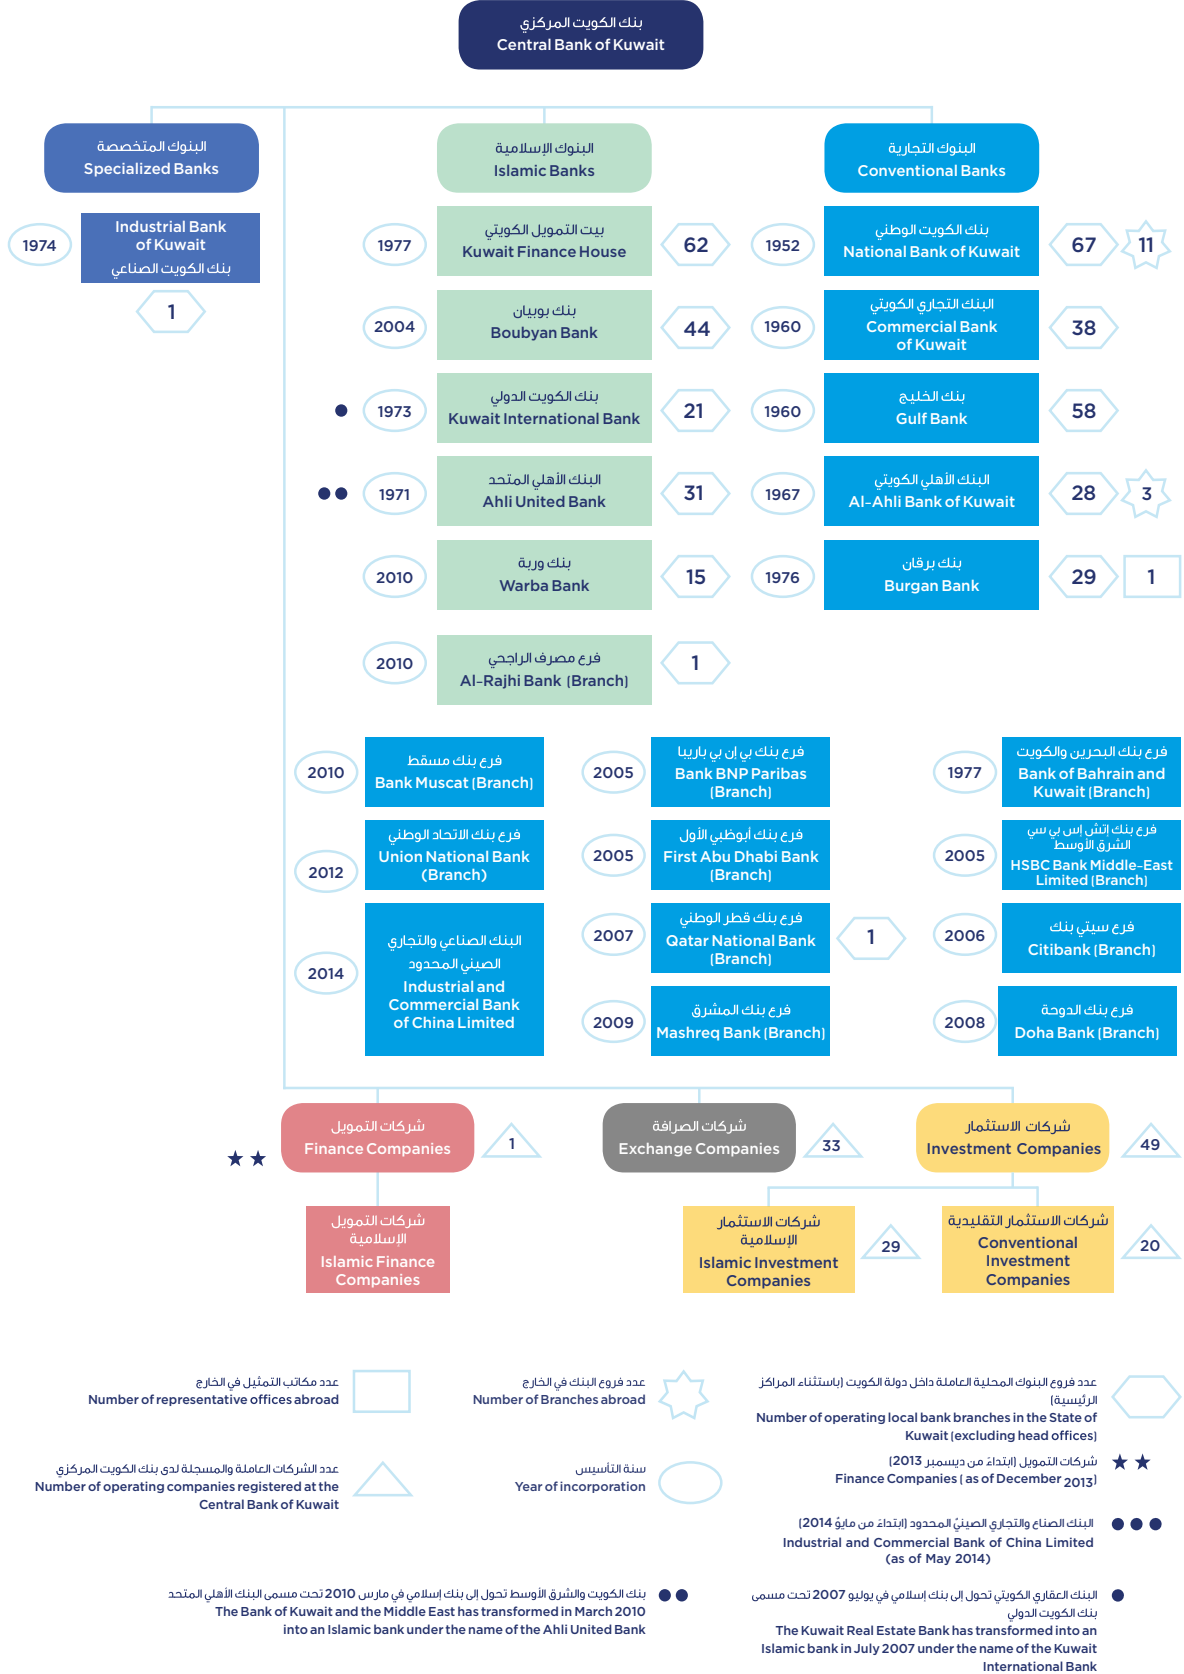 بنك الكويت المركزي
Central Bank of Kuwait
البنوك المتخصصة
Specialized Banks
البنوك الإسلامية
Islamic Banks
البنوك التجارية
Conventional Banks
1974
Industrial Bank
of Kuwait
بنك الكويت الصناعي
1
1977
بيت التمويل الكويتي
Kuwait Finance House
62
1952
بنك الكويت الوطني
National Bank of Kuwait
67
11
2004
بنك بوبيان
Boubyan Bank
44
1960
البنك التجاري الكويتي
Commercial Bank
of Kuwait
38
1973
بنك الكويت الدولي
Kuwait International Bank
21
1960
بنك الخليج
Gulf Bank
58
1971
البنك الأهلي المتحد
Ahli United Bank
31
1967
البنك الأهلي الكويتي
Al-Ahli Bank of Kuwait
28
3
2010
بنك وربة
Warba Bank
15
1976
بنك برقان
Burgan Bank
29
1
2010
فرع مصرف الراجحي
Al-Rajhi Bank (Branch)
1
2010
فرع بنك مسقط
Bank Muscat (Branch)
2005
فرع بنك بي إن بي باريبا
Bank BNP Paribas
(Branch)
1977
فرع بنك البحرين والكويت
Bank of Bahrain and
Kuwait (Branch)
2012
فرع بنك الاتحاد الوطني
Union National Bank
(Branch)
2005
فرع بنك أبوظبي الأول
First Abu Dhabi Bank
(Branch)
2005
فرع بنك إتش إس بي سي
الشرق الأوسط
HSBC Bank Middle-East
Limited (Branch)
2014
البنك الصناعي والتجاري
الصيني المحدود
Industrial and
Commercial Bank
of China Limited
2007
فرع بنك قطر الوطني
Qatar National Bank
(Branch)
1
2006
فرع سيتي بنك
Citibank (Branch)
2009
فرع بنك المشرق
Mashreq Bank (Branch)
2008
فرع بنك الدوحة
Doha Bank (Branch)
شركات التمويل
Finance Companies
1
شركات الصرافة
Exchange Companies
33
شركات الاستثمار
Investment Companies
49
شركات التمويل
الإسلامية
Islamic Finance
Companies
شركات الاستثمار
الإسلامية
Islamic Investment
Companies
29
شركات الاستثمار التقليدية
Conventional
Investment
Companies
20
عدد مكاتب التمثيل في الخارج
Number of representative offices abroad
عدد فروع البنك في الخارج
Number of Branches abroad
عدد فروع البنوك المحلية العاملة داخل دولة الكويت (باستثناء المراكز
الرئيسية)
Number of operating local bank branches in the State of
Kuwait (excluding head offices)
عدد الشركات العاملة والمسجلة لدى بنك الكويت المركزي
Number of operating companies registered at the
Central Bank of Kuwait
سنة التأسيس
Year of incorporation
شركات التمويل (ابتداءً من ديسمبر 2013)
Finance Companies ( as of December 2013)
البنك الصناع والتجاري الصينيْ المحدود (ابتداءً من مايوْ 2014)
Industrial and Commercial Bank of China Limited
(as of May 2014)
بنك الكويت والشرق الأوسط تحول إلى بنك إسلامي في مارس 2010 تحت مسمى البنك الأهلي المتحد
The Bank of Kuwait and the Middle East has transformed in March 2010
into an Islamic bank under the name of the Ahli United Bank
البنك العقاري الكويتي تحول إلى بنك إسلامي في يوليو 2007 تحت مسمى
بنك الكويت الدولي
The Kuwait Real Estate Bank has transformed into an
Islamic bank in July 2007 under the name of the Kuwait
International Bank